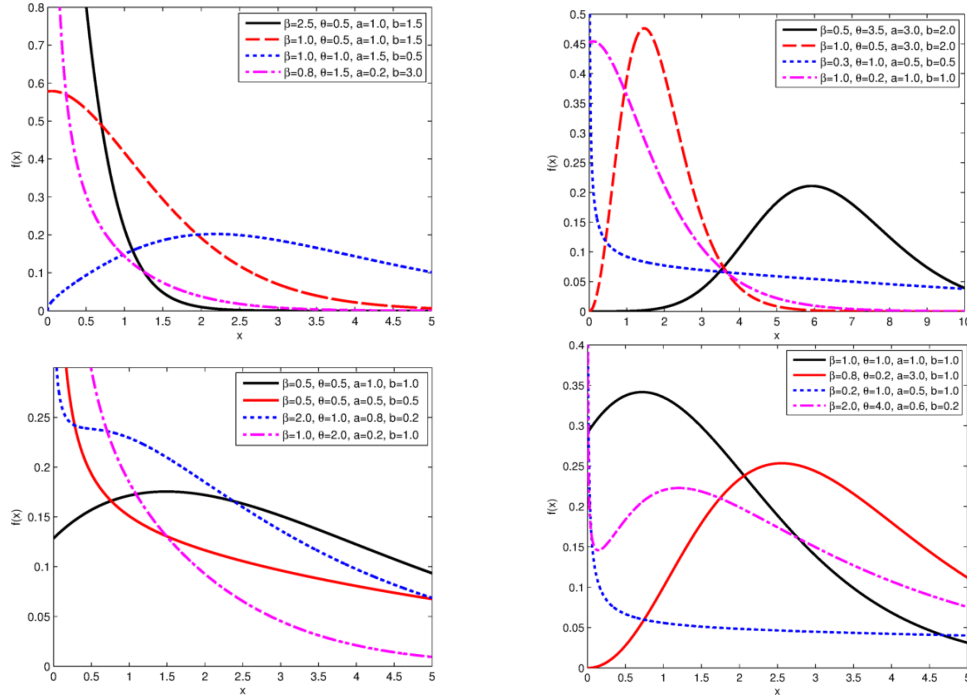 0.8
0.7
0.6
0.5
0.4
0.3
0.2
0.1
0
f(x)
β=2.5, θ=0.5, a=1.0, b=1.5
β=1.0, θ=0.5, a=1.0, b=1.5
β=1.0, θ=1.0, a=1.5, b=0.5
β=0.8, θ=1.5, a=0.2, b=3.0
0 0.5 1 1.5 2 2.5 3 3.5 4 4.5 5
x
0.5
0.45
0.4
0.35
0.3
0.25
0.2
0.15
0.1
0.05
0
f(x)
β=0.5, θ=3.5, a=3.0, b=2.0
β=1.0, θ=0.5, a=3.0, b=2.0
β=0.3, θ=1.0, a=0.5, b=0.5
β=1.0, θ=0.2, a=1.0, b=1.0
0 1 2 3 4 5 6 7 8 9 10
x
0.25
0.2
0.15
0.1
0.05
0
f(x)
β=0.5, θ=0.5, a=1.0, b=1.0
β=0.5, θ=0.5, a=0.5, b=0.5
β=2.0, θ=1.0, a=0.8, b=0.2
β=1.0, θ=2.0, a=0.2, b=1.0
0 0.5 1 1.5 2 2.5 3 3.5 4 4.5 5
x
0.4
0.35
0.3
0.25
0.2
0.15
0.1
0.05
0
f(x)
β=1.0, θ=1.0, a=1.0, b=1.0
β=0.8, θ=0.2, a=3.0, b=1.0
β=0.2, θ=1.0, a=0.5, b=1.0
β=2.0, θ=4.0, a=0.6, b=0.2
0 0.5 1 1.5 2 2.5 3 3.5 4 4.5 5
x